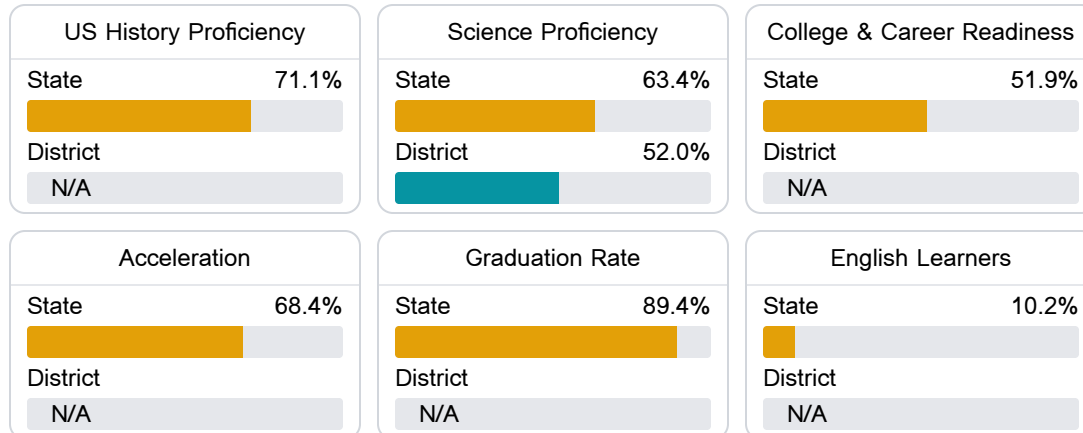 US History Proficiency
State 71.1%
District
N/A
Science Proficiency
State 63.4%
District 52.0%
College & Career Readiness
State 51.9%
District
N/A
Acceleration
State 68.4%
District
N/A
Graduation Rate
State 89.4%
District
N/A
English Learners
State 10.2%
District
N/A